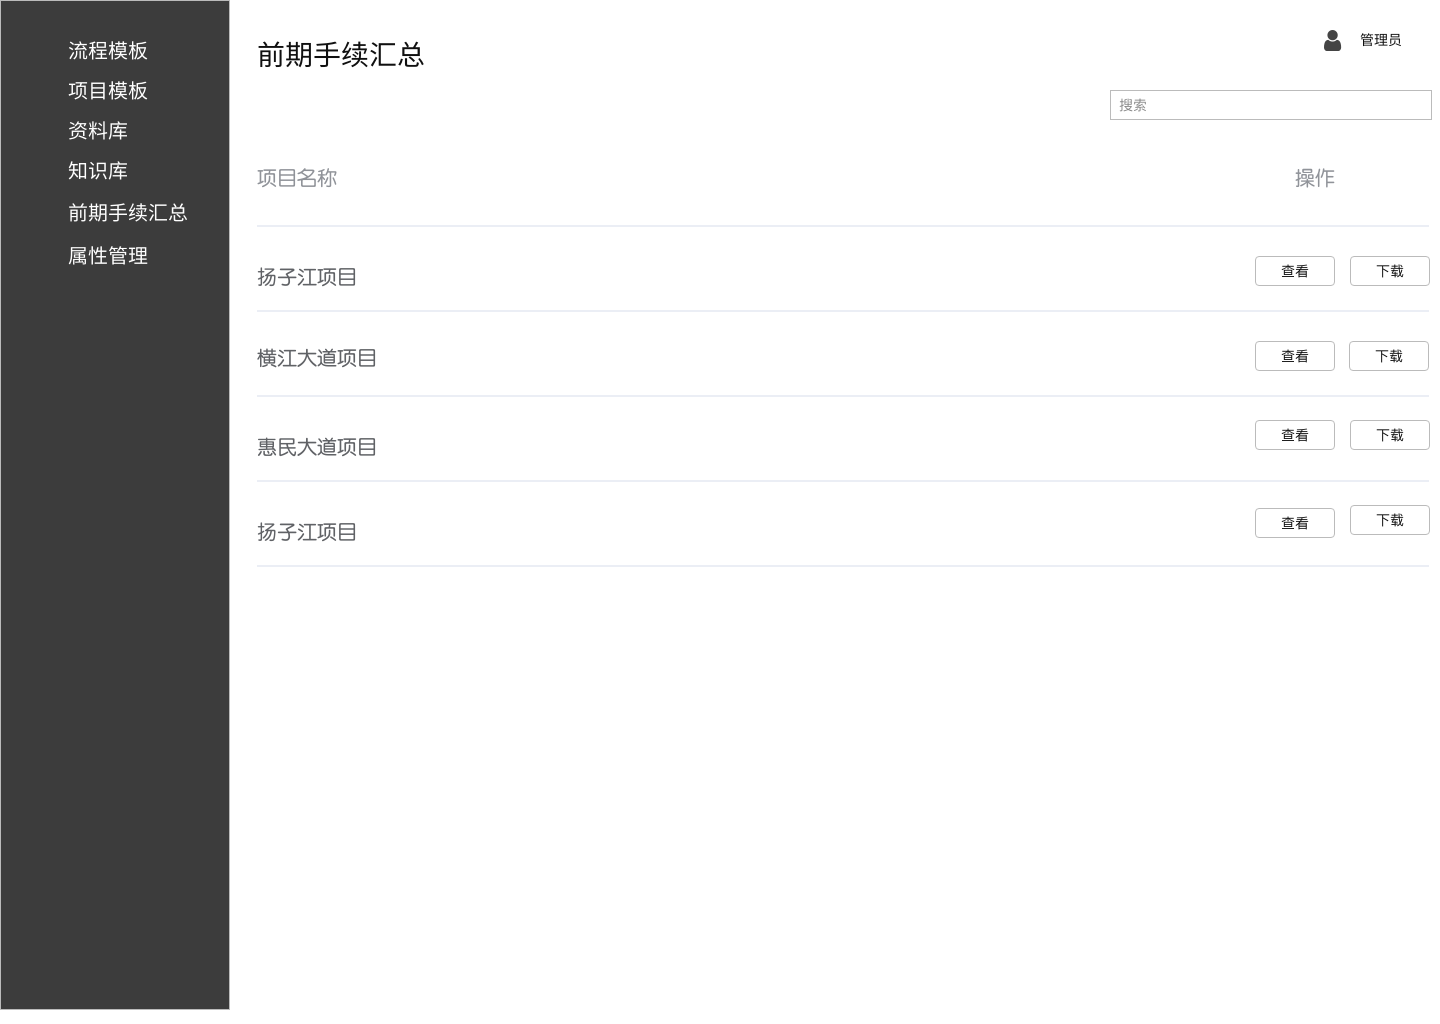 流程模板
项目模板
资料库
知识库
前期手续汇总
属性管理
前期手续汇总
管理员
搜索
项目名称 操作
扬子江项目 查看 下载
横江大道项目 查看 下载
惠民大道项目 查看 下载
扬子江项目 查看 下载